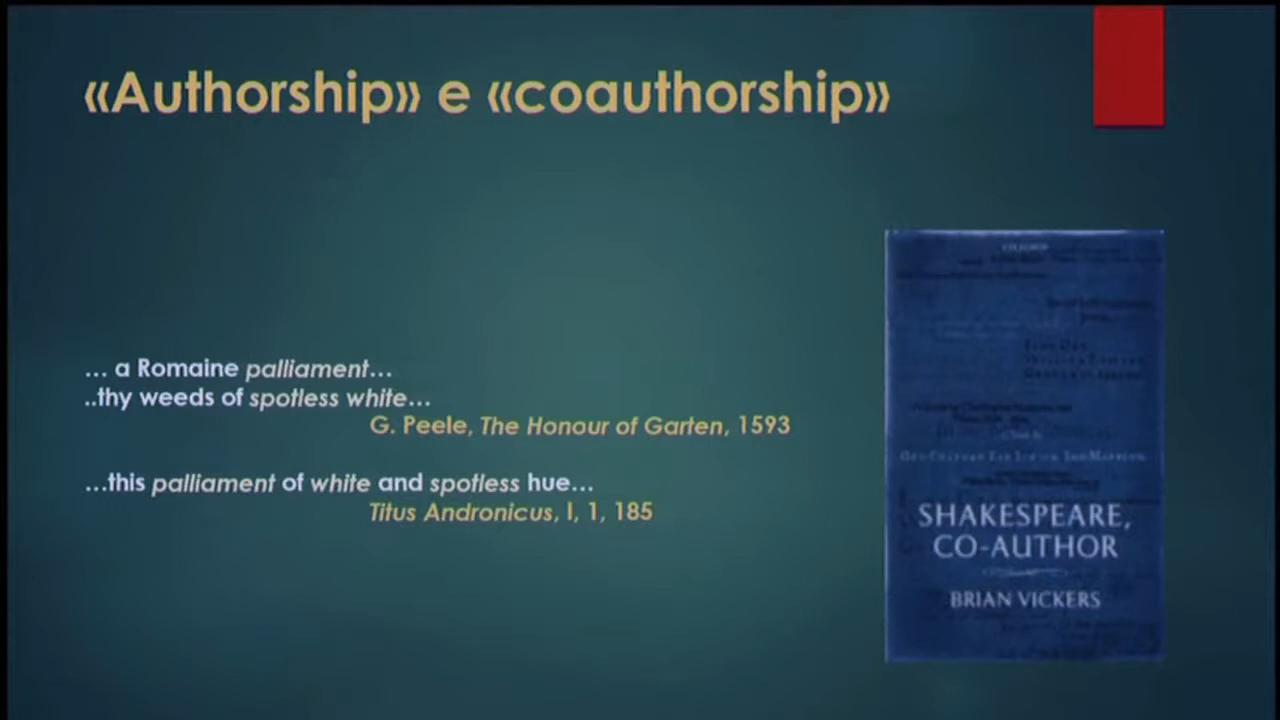 «Authorship» e «coauthorship»
... a Romaine palliament...
..thy weeds of spotless white...
G. Peele, The Honour of Garten, 1593
...this palliament of white and spotless hue...
Titus Andronicus, I, 1, 185
SHAKESPEARE,
CO-AUTHOR
BRIAN VICKERS